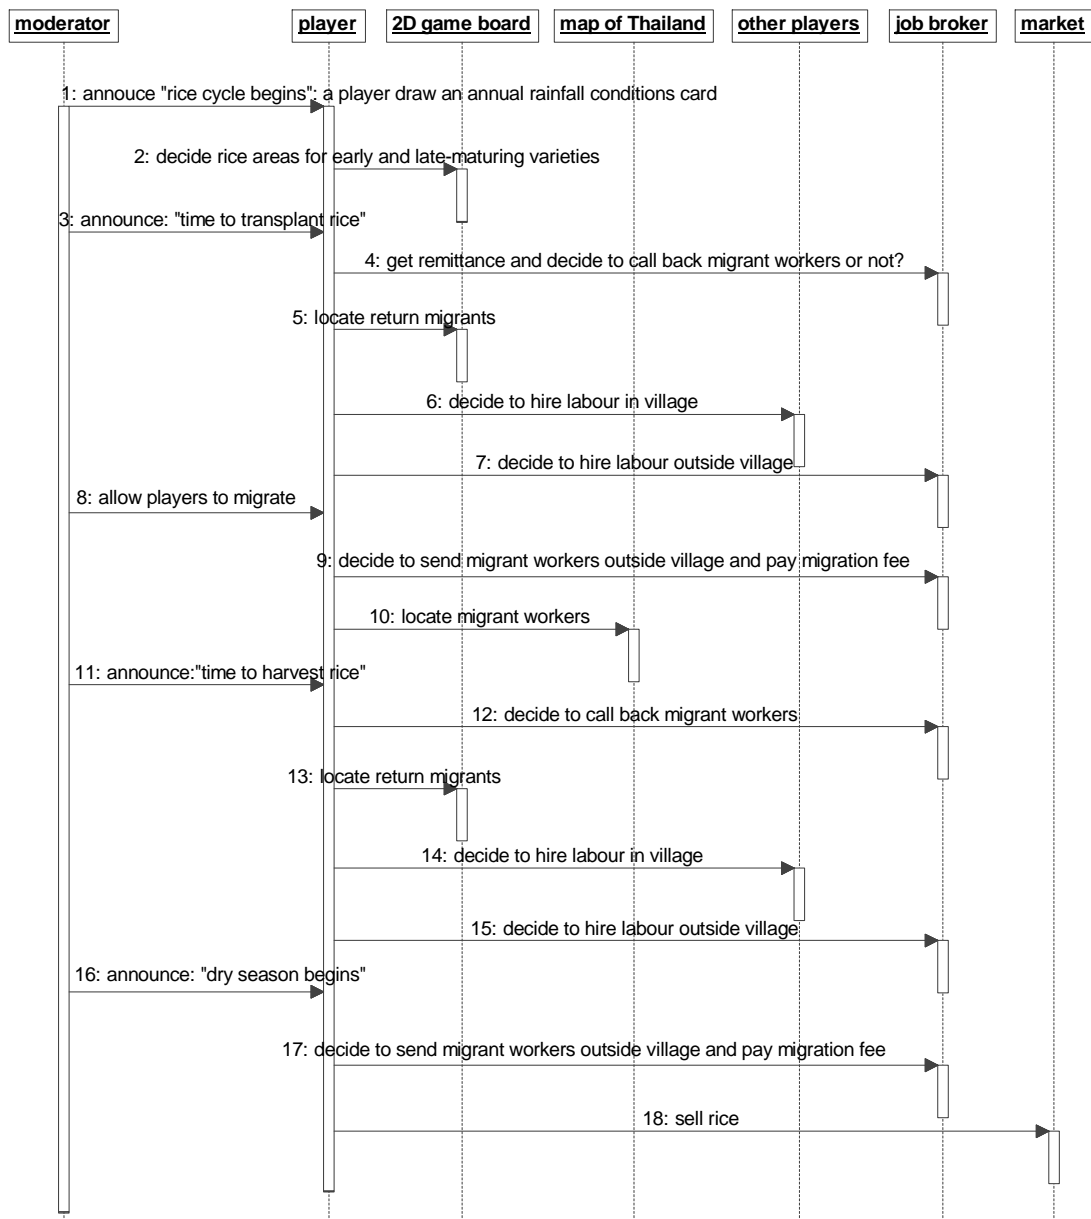 moderator
player
2D game board
map of Thailand
other players
job broker
market
1: annouce "rice cycle begins": a player draw an annual rainfall conditions card
2: decide rice areas for early and late-maturing varieties
3: announce: "time to transplant rice"
4: get remittance and decide to call back migrant workers or not?
5: locate return migrants
6: decide to hire labour in village
7: decide to hire labour outside village
8: allow players to migrate
9: decide to send migrant workers outside village and pay migration fee
10: locate migrant workers
11: announce:"time to harvest rice"
12: decide to call back migrant workers
13: locate return migrants
14: decide to hire labour in village
15: decide to hire labour outside village
16: announce: "dry season begins"
17: decide to send migrant workers outside village and pay migration fee
18: sell rice